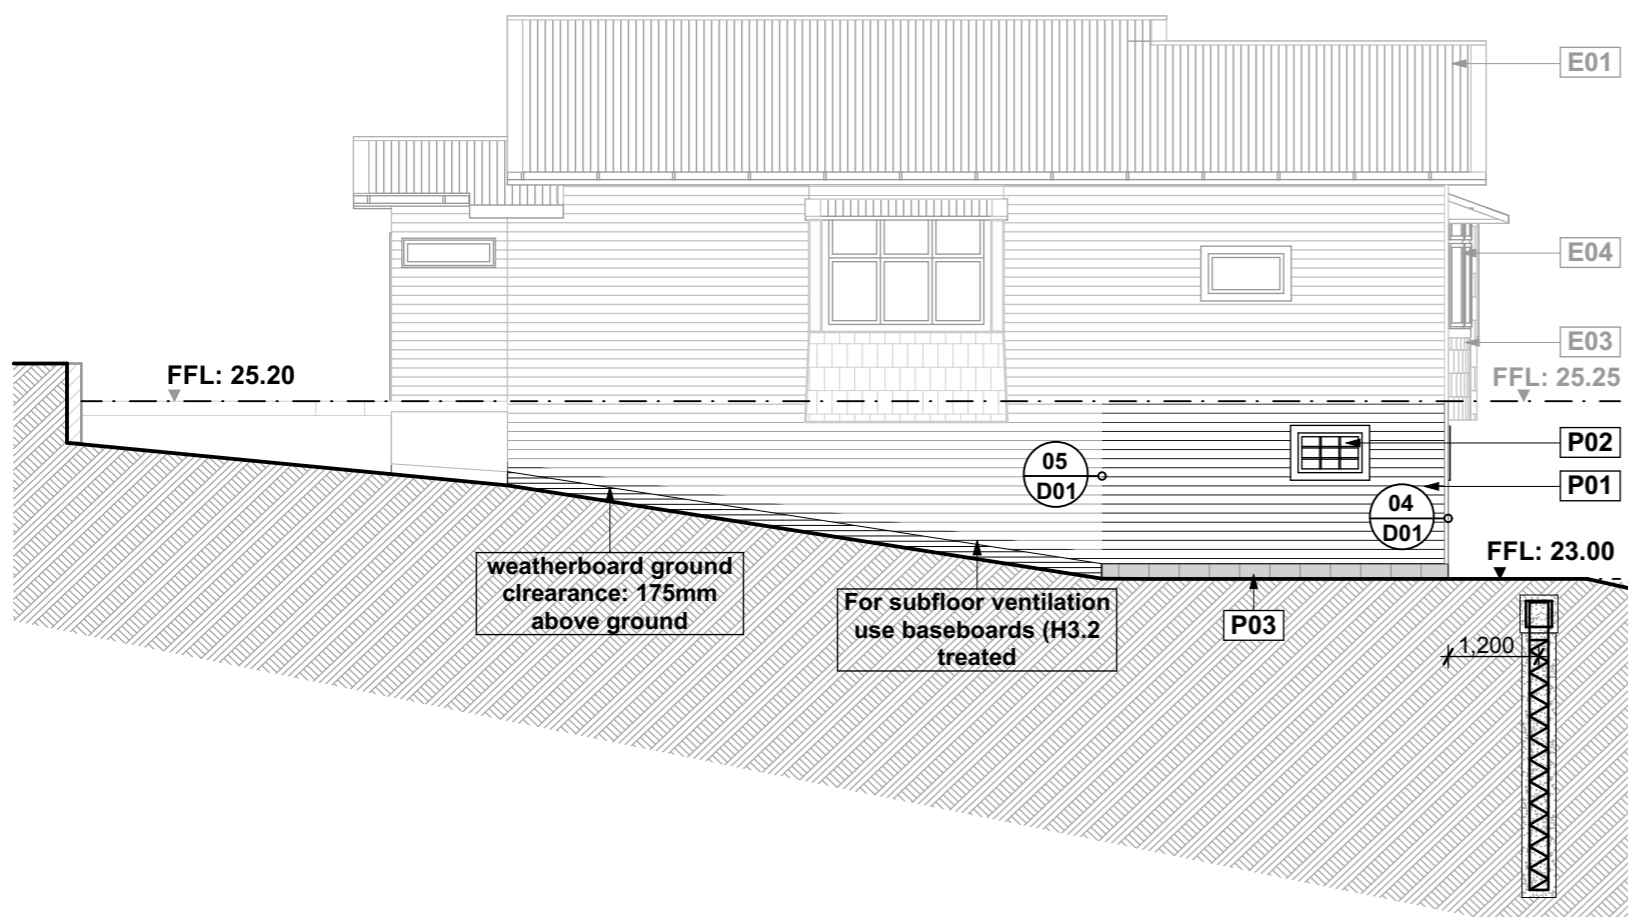 E01
E04
E03
FFL: 25.20
FFL: 25.25
P02
05
D01
P01
04
D01
FFL: 23.00
weatherboard ground
clrearance: 175mm
above ground
For subfloor ventilation
use baseboards (H3.2
treated
P03
1,200